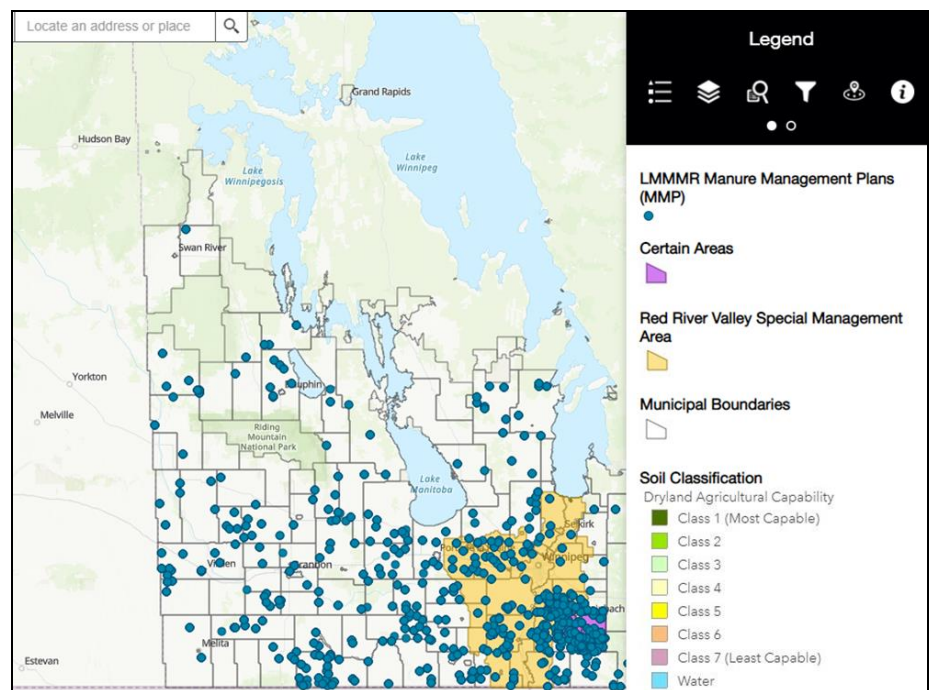 Locate an address or place
Grand Rapids
Hudson Bay
Lake
Winnipegosis
Lake
Winnipeg
Swan River
Yorkton
Dauphin
Melville
Riding
Mountain
National Park
Lake
Manitoba
Selkirk
Winnipeg
Virden
Brandon
Melita
Estevan
Legend
LMMMR Manure Management Plans
(MMP)
Certain Areas
Red River Valley Special Management
Area
Municipal Boundaries
Soil Classification
Dryland Agricultural Capability
Class 1 (Most Capable)
Class 2
Class 3
Class 4
Class 5
Class 6
Class 7 (Least Capable)
Water